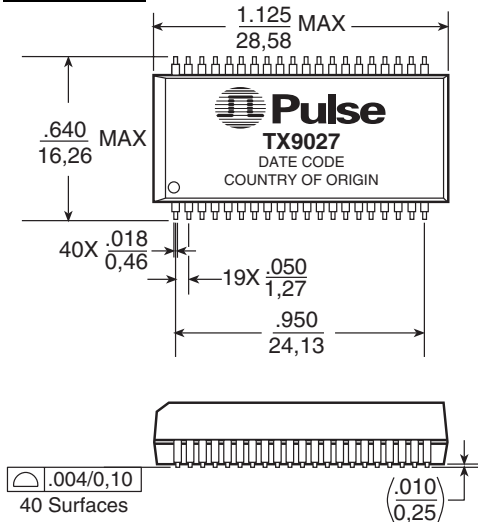 1.125 MAX
28,58
.640 MAX
16,26
Pulse
TX9027
DATE CODE
COUNTRY OF ORIGIN
40X .018
0,46
19X .050
1,27
.950
24,13
.004/0,10
40 Surfaces
(.010
0,25)